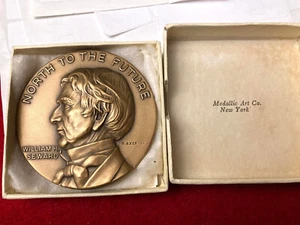 NORTH TO THE FUTURE
WILLIAM H.
SEWARD
Medallic Art Co.
New York